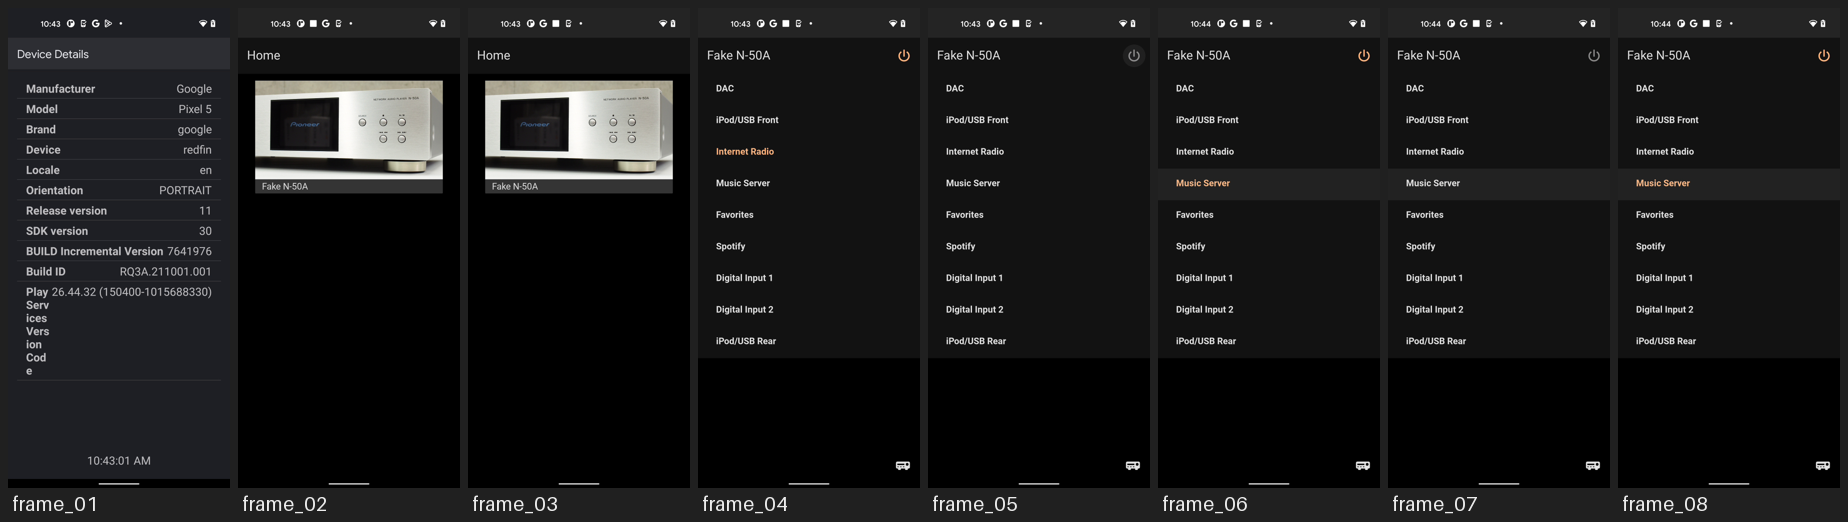 10:43
Device Details
Manufacturer Google
Model Pixel 5
Brand google
Device redfin
Locale en
Orientation PORTRAIT
Release version 11
SDK version 30
BUILD Incremental Version 7641976
Build ID RQ3A.211001.001
Play 26.44.32 (150400-1015688330)
Serv
ices
Vers
ion
Cod
e
10:43:01 AM
frame_01
10:43
Home
Pioneer
Fake N-50A
frame_02
10:43
Home
Pioneer
Fake N-50A
frame_03
10:43
Fake N-50A
DAC
iPod/USB Front
Internet Radio
Music Server
Favorites
Spotify
Digital Input 1
Digital Input 2
iPod/USB Rear
frame_04
10:43
Fake N-50A
DAC
iPod/USB Front
Internet Radio
Music Server
Favorites
Spotify
Digital Input 1
Digital Input 2
iPod/USB Rear
frame_05
10:44
Fake N-50A
DAC
iPod/USB Front
Internet Radio
Music Server
Favorites
Spotify
Digital Input 1
Digital Input 2
iPod/USB Rear
frame_06
10:44
Fake N-50A
DAC
iPod/USB Front
Internet Radio
Music Server
Favorites
Spotify
Digital Input 1
Digital Input 2
iPod/USB Rear
frame_07
10:44
Fake N-50A
DAC
iPod/USB Front
Internet Radio
Music Server
Favorites
Spotify
Digital Input 1
Digital Input 2
iPod/USB Rear
frame_08